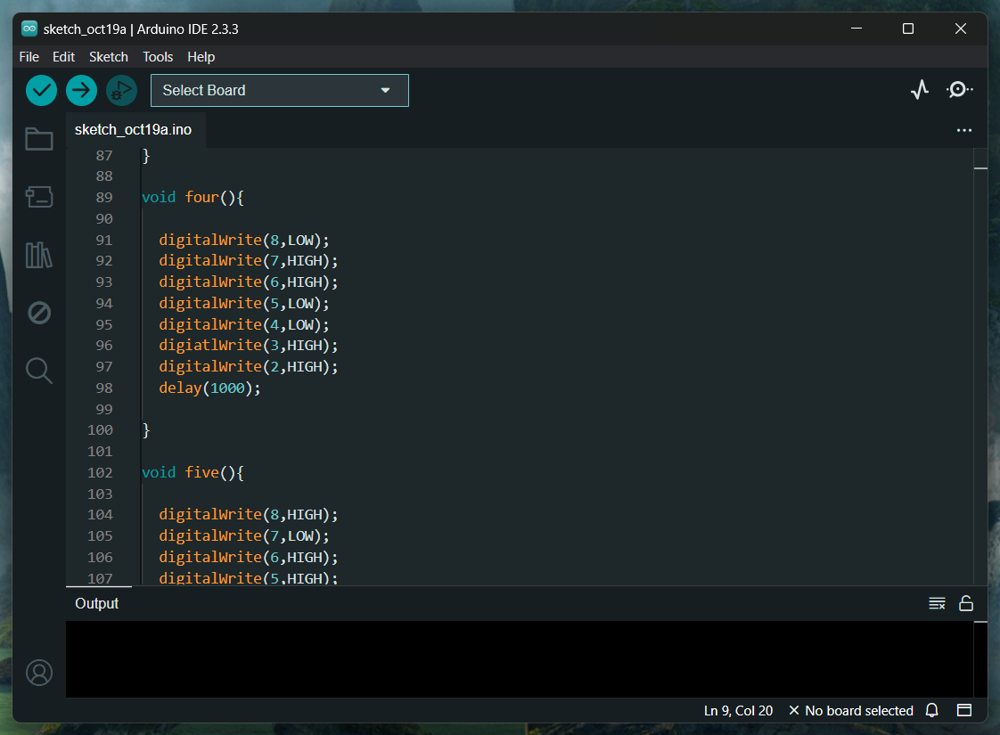 sketch_oct19a | Arduino IDE 2.3.3
File Edit Sketch Tools Help
Select Board
sketch_oct19a.ino
87 }
88
89 void four(){
90
91 digitalWrite(8,LOW);
92 digitalWrite(7,HIGH);
93 digitalWrite(6,HIGH);
94 digitalWrite(5,LOW);
95 digitalWrite(4,LOW);
96 digiatlWrite(3,HIGH);
97 digitalWrite(2,HIGH);
98 delay(1000);
99
100 }
101
102 void five(){
103
104 digitalWrite(8,HIGH);
105 digitalWrite(7,LOW);
106 digitalWrite(6,HIGH);
107 digitalWrite(5,HIGH);
Output
Ln 9, Col 20 No board selected